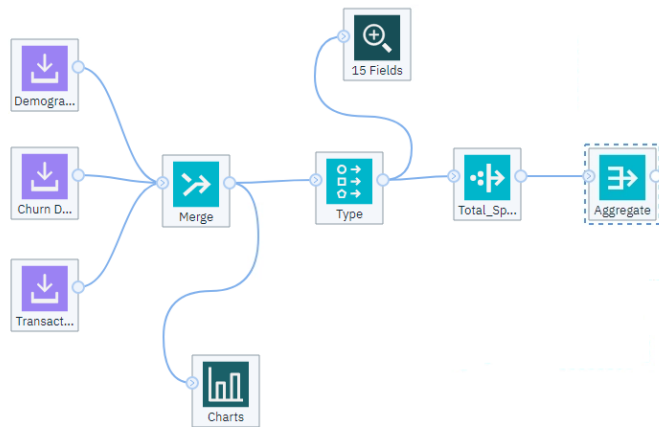 15 Fields
Demogra...
Churn D...
Merge
Type
Total_Sp...
Aggregate
Transact...
Charts